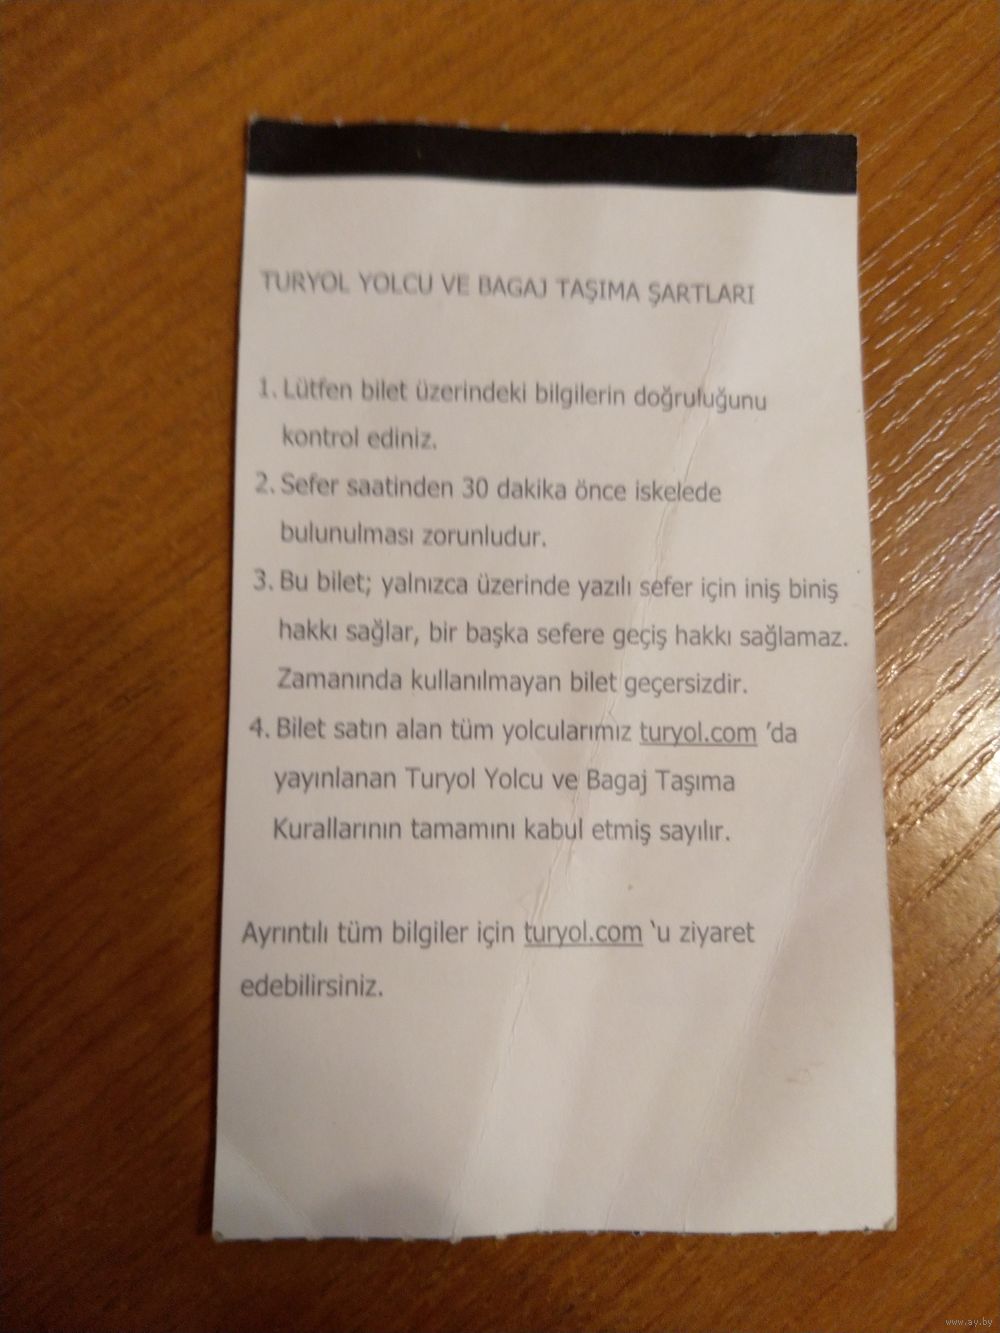 TURYOL YOLCU VE BAGAJ TAŞIMA ŞARTLARI
1. Lütfen bilet üzerindeki bilgilerin doğruluğunu
kontrol ediniz.
2. Sefer saatinden 30 dakika önce iskelede
bulunulması zorunludur.
3. Bu bilet; yalnızca üzerinde yazılı sefer için iniş biniş
hakkı sağlar, bir başka sefere geçiş hakkı sağlamaz.
Zamanında kullanılmayan bilet geçersizdir.
4. Bilet satın alan tüm yolcularımız turyol.com 'da
yayınlanan Turyol Yolcu ve Bagaj Taşıma
Kurallarının tamamını kabul etmiş sayılır.
Ayrıntılı tüm bilgiler için turyol.com 'u ziyaret
edebilirsiniz.
www.ay.by